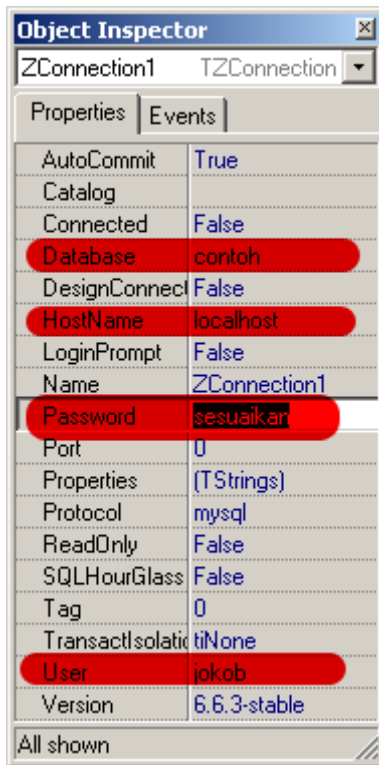 Object Inspector
ZConnection1 TZConnection
Properties Events
AutoCommit True
Catalog
Connected False
Database contoh
DesignConnect False
HostName localhost
LoginPrompt False
Name ZConnection1
Password sesuaikan
Port 0
Properties (TStrings)
Protocol mysql
ReadOnly False
SQLHourGlass False
Tag 0
TransactIsolatic tiNone
User jokob
Version 6.6.3-stable
All shown